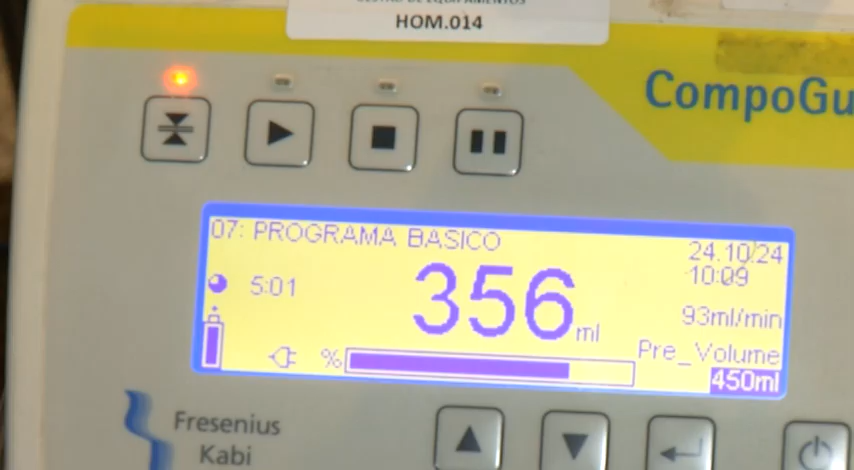 HOM.014
CompoGu
07: PROGRAMA BASICO
24.10/24
10:09
5:01
356 ml
93ml/min
%
Pre_Volume
450ml
Fresenius
Kabi